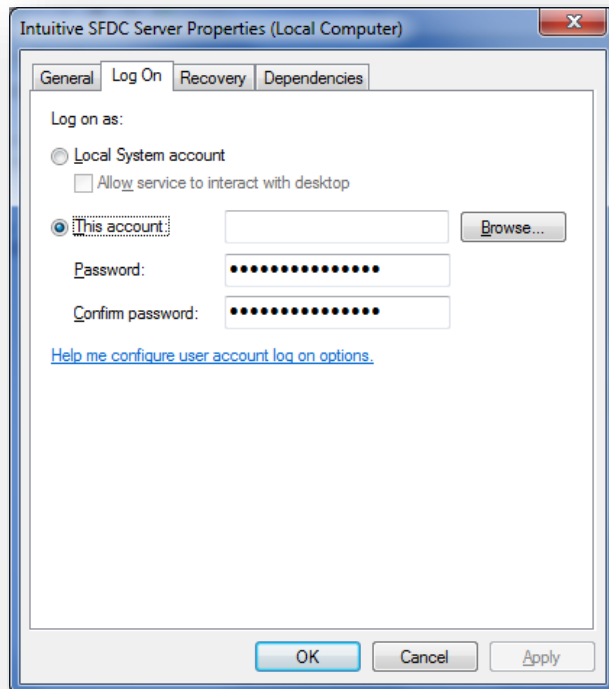 Intuitive SFDC Server Properties (Local Computer)
General Log On Recovery Dependencies
Log on as:
Local System account
Allow service to interact with desktop
This account:
Browse...
Password: •••••••••••••••
Confirm password: •••••••••••••••
Help me configure user account log on options.
OK Cancel Apply